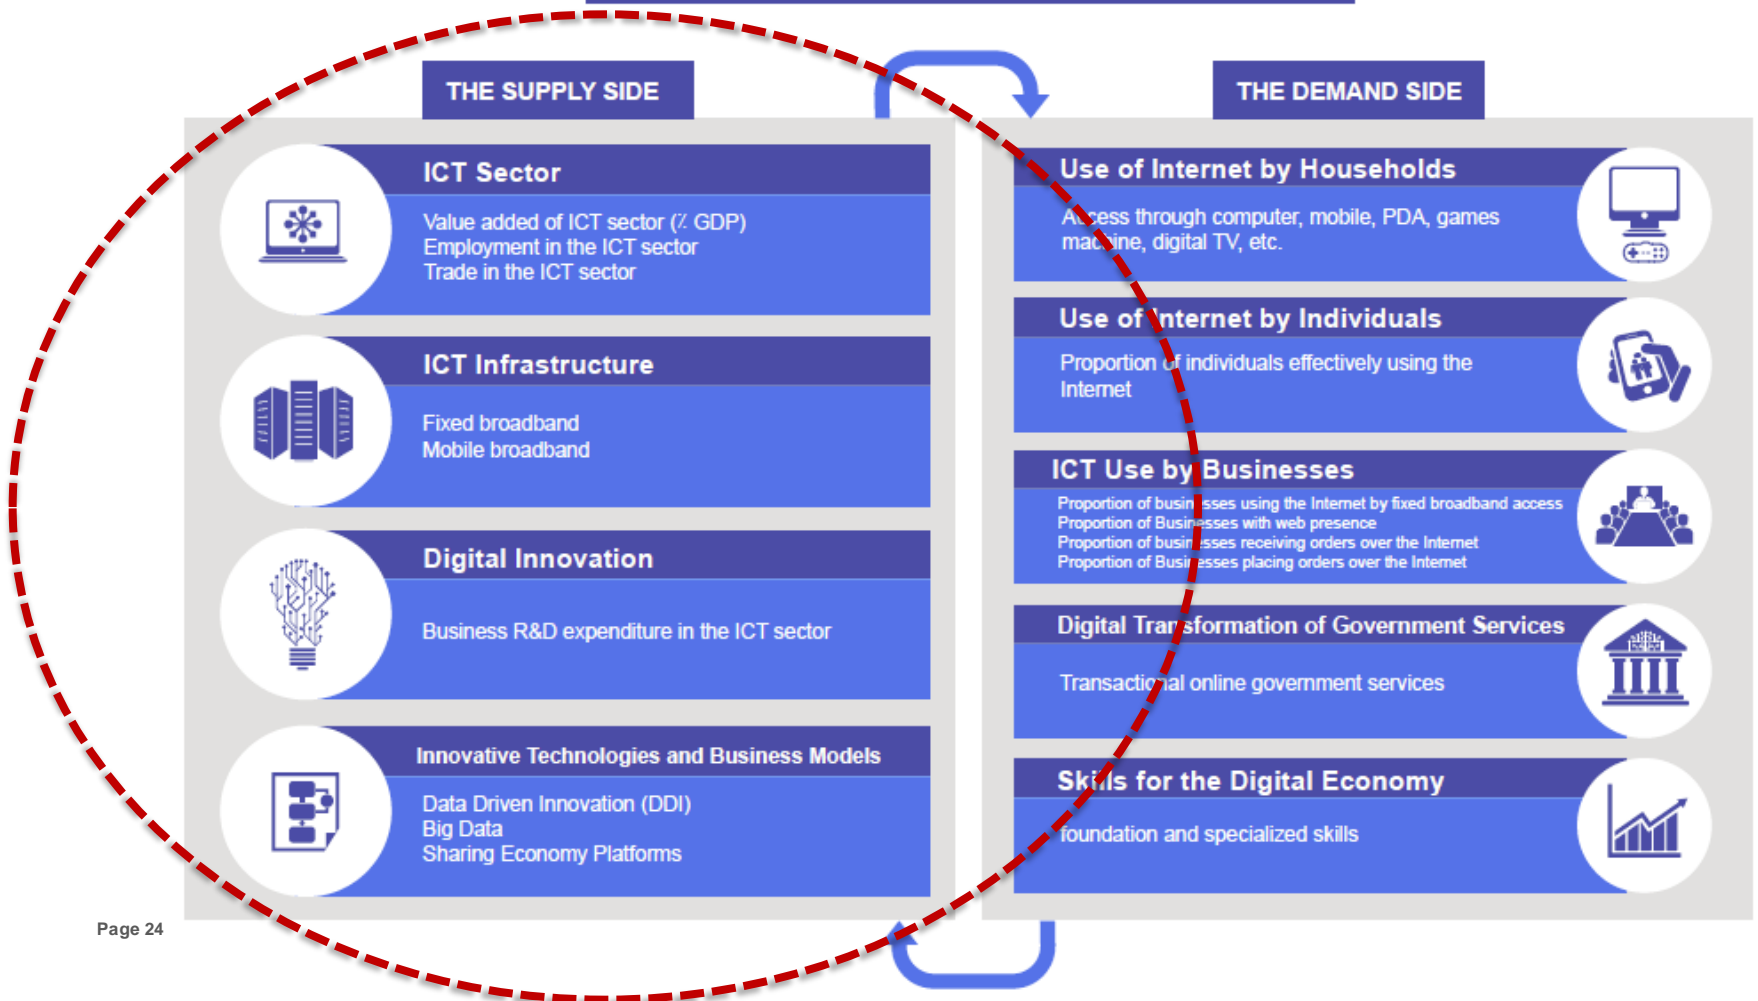 THE SUPPLY SIDE
ICT Sector
Value added of ICT sector (% GDP)
Employment in the ICT sector
Trade in the ICT sector
ICT Infrastructure
Fixed broadband
Mobile broadband
Digital Innovation
Business R&D expenditure in the ICT sector
Innovative Technologies and Business Models
Data Driven Innovation (DDI)
Big Data
Sharing Economy Platforms
THE DEMAND SIDE
Use of Internet by Households
Access through computer, mobile, PDA, games
machine, digital TV, etc.
Use of Internet by Individuals
Proportion of individuals effectively using the
Internet
ICT Use by Businesses
Proportion of businesses using the Internet by fixed broadband access
Proportion of Businesses with web presence
Proportion of businesses receiving orders over the Internet
Proportion of Businesses placing orders over the Internet
Digital Transformation of Government Services
Transactional online government services
Skills for the Digital Economy
foundation and specialized skills
Page 24